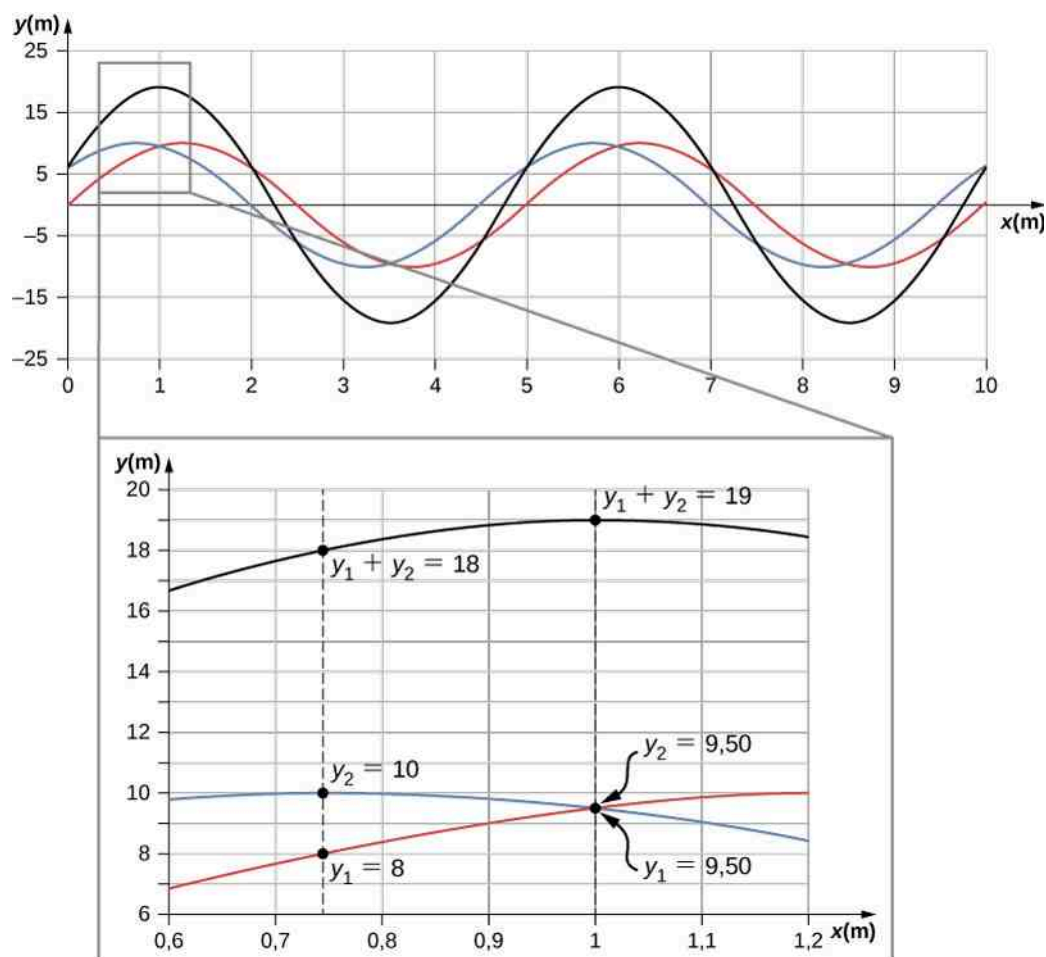 y(m)
25
15
5
–5
–15
–25
x(m)
0 1 2 3 4 5 6 7 8 9 10
y(m)
20
y₁ + y₂ = 19
18
y₁ + y₂ = 18
16
14
12
y₂ = 9,50
y₂ = 10
10
8
y₁ = 8
y₁ = 9,50
6
0,6 0,7 0,8 0,9 1 1,1 1,2 x(m)